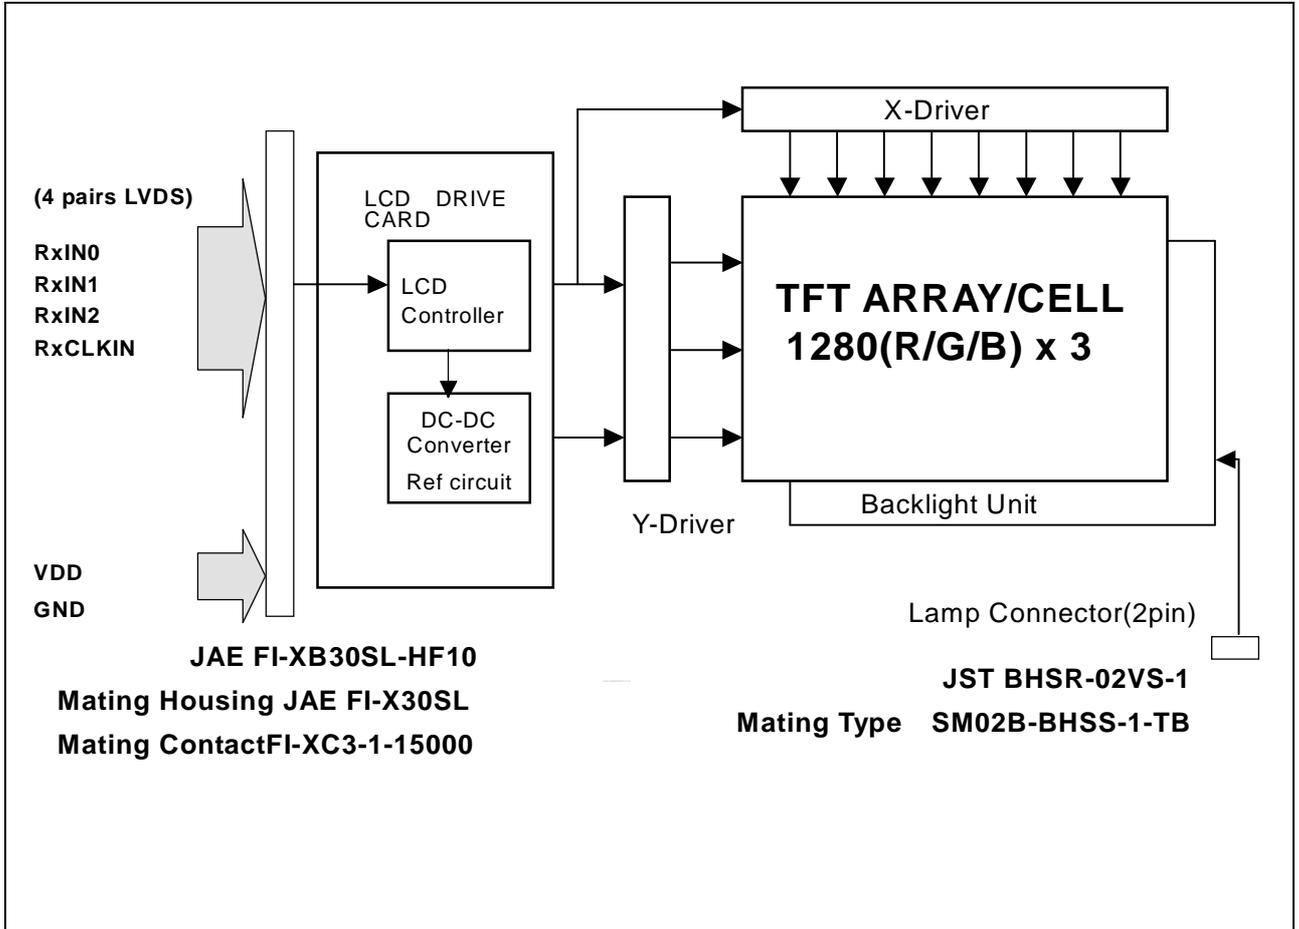 X-Driver
(4 pairs LVDS)
RxIN0
RxIN1
RxIN2
RxCLKIN
LCD DRIVE
CARD
LCD
Controller
DC-DC
Converter
Ref circuit
TFT ARRAY/CELL
1280(R/G/B) x 3
Backlight Unit
Y-Driver
VDD
GND
Lamp Connector(2pin)
JAE FI-XB30SL-HF10
Mating Housing JAE FI-X30SL
Mating ContactFI-XC3-1-15000
JST BHSR-02VS-1
Mating Type SM02B-BHSS-1-TB